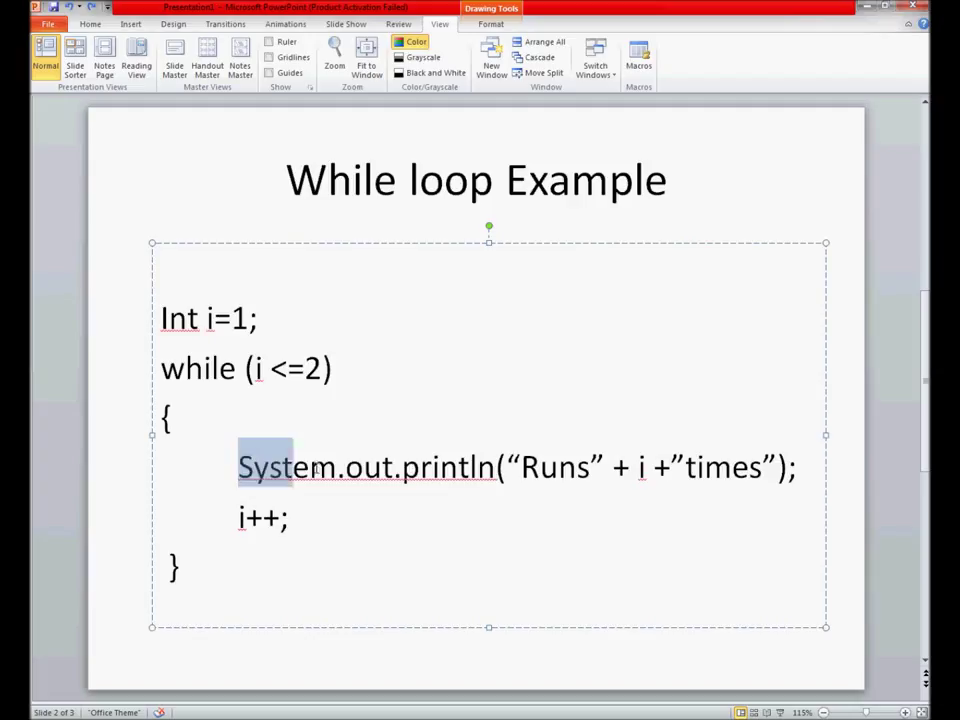 Presentation1 - Microsoft PowerPoint (Product Activation Failed)
Drawing Tools
File Home Insert Design Transitions Animations Slide Show Review View Format
Normal
Slide Sorter
Notes Page
Reading View
Slide Master
Handout Master
Notes Master
Ruler
Gridlines
Guides
Zoom
Fit to Window
Color
Grayscale
Black and White
New Window
Arrange All
Cascade
Move Split
Switch Windows
Macros
Presentation Views Master Views Show Zoom Color/Grayscale Window Macros
While loop Example
Int i=1;
while (i <=2)
{
System.out.println(“Runs” + i +”times”);
i++;
}
Slide 2 of 3 "Office Theme" 115%